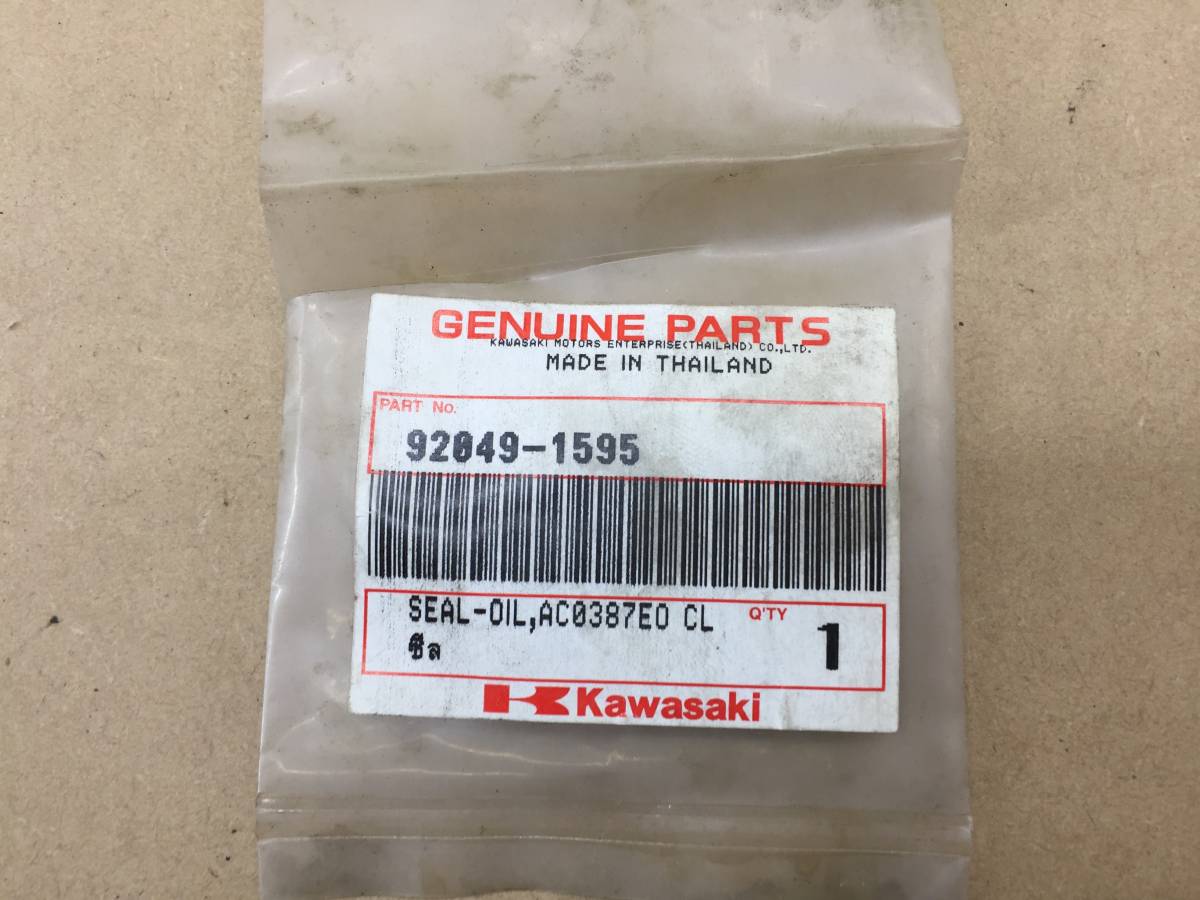 GENUINE PARTS
KAWASAKI MOTORS ENTERPRISE(THAILAND) CO.,LTD.
MADE IN THAILAND
PART No.
92049-1595
SEAL-OIL,AC0387E0 CL
Q'TY
1
ซีล
Kawasaki